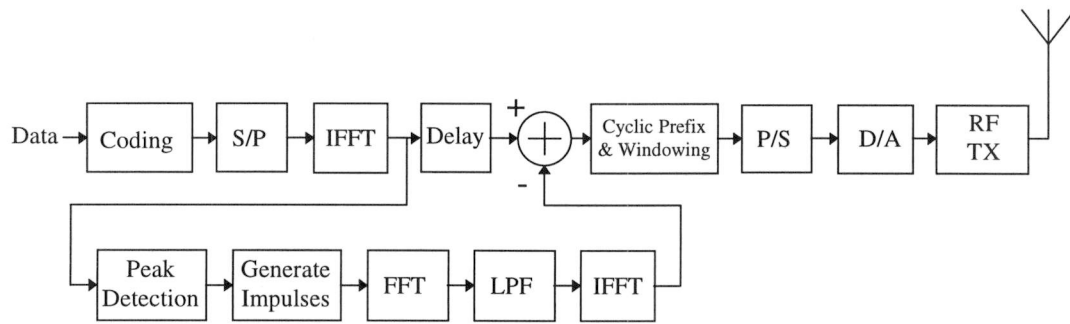 Data
Coding
S/P
IFFT
Delay
+
-
Cyclic Prefix
& Windowing
P/S
D/A
RF
TX
Peak
Detection
Generate
Impulses
FFT
LPF
IFFT